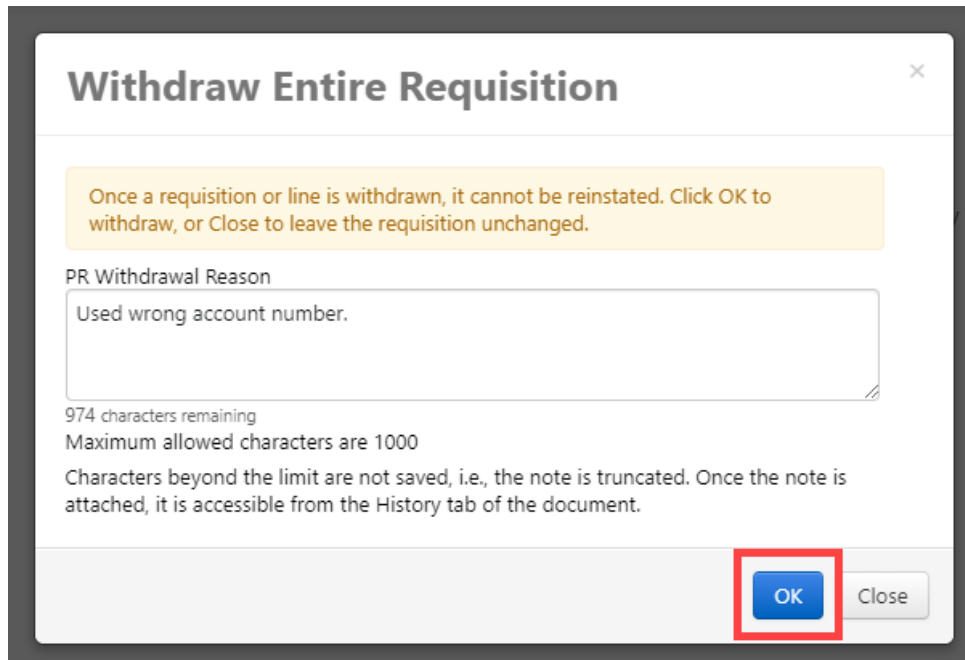 Withdraw Entire Requisition
×
Once a requisition or line is withdrawn, it cannot be reinstated. Click OK to
withdraw, or Close to leave the requisition unchanged.
PR Withdrawal Reason
Used wrong account number.
974 characters remaining
Maximum allowed characters are 1000
Characters beyond the limit are not saved, i.e., the note is truncated. Once the note is
attached, it is accessible from the History tab of the document.
OK Close